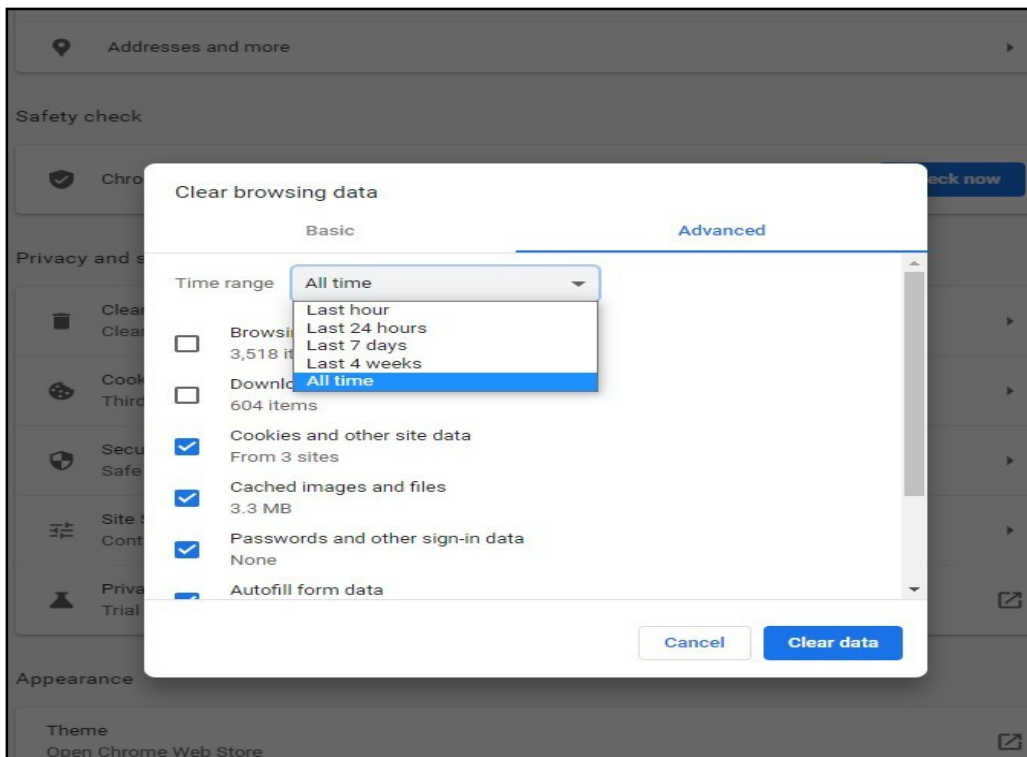 Addresses and more
Safety check
Chro
eck now
Clear browsing data
Basic
Advanced
Privacy and s
Time range
All time
Last hour
Last 24 hours
Last 7 days
Last 4 weeks
All time
Clear
Clear
Browsi
3,518 it
Cook
Third
Downlo
604 items
Cookies and other site data
From 3 sites
Secu
Safe
Cached images and files
3.3 MB
Site S
Cont
Passwords and other sign-in data
None
Priva
Trial
Autofill form data
Cancel
Clear data
Appearance
Theme
Open Chrome Web Store